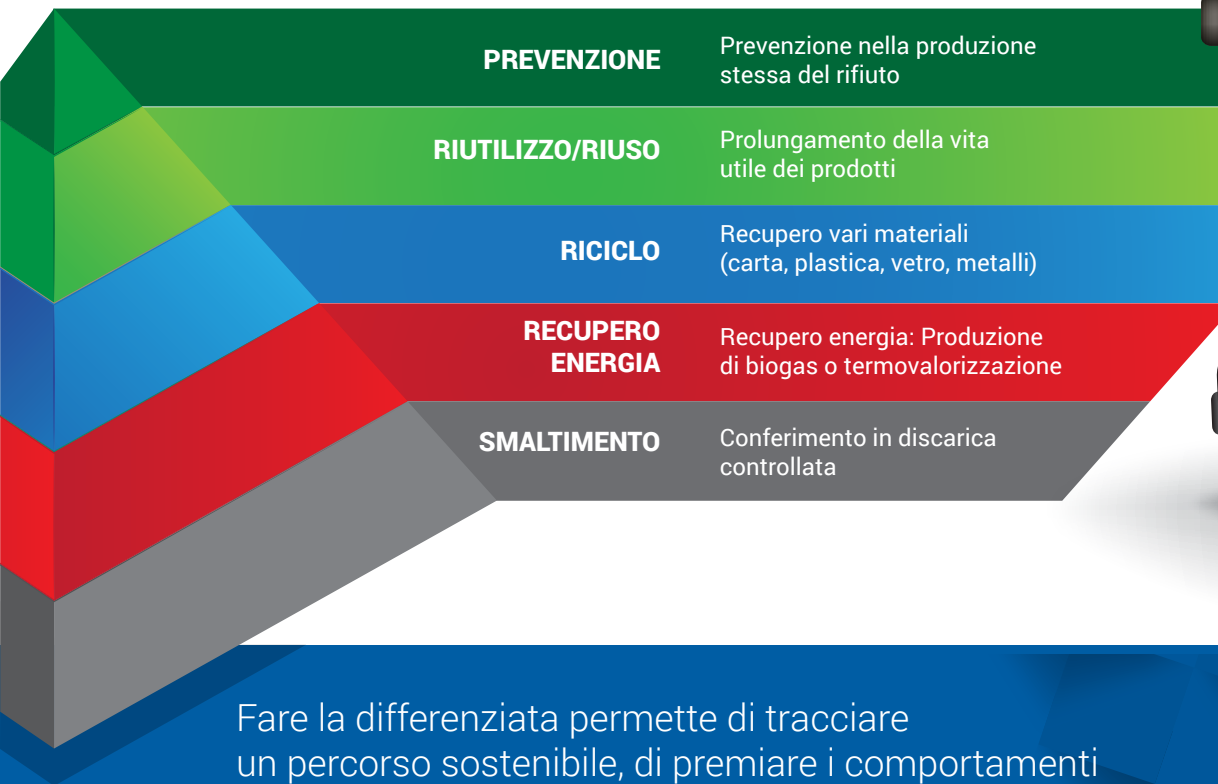 PREVENZIONE
Prevenzione nella produzione
stessa del rifiuto
RIUTILIZZO/RIUSO
Prolungamento della vita
utile dei prodotti
RICICLO
Recupero vari materiali
(carta, plastica, vetro, metalli)
RECUPERO
ENERGIA
Recupero energia: Produzione
di biogas o termovalorizzazione
SMALTIMENTO
Conferimento in discarica
controllata
Fare la differenziata permette di tracciare
un percorso sostenibile, di premiare i comportamenti